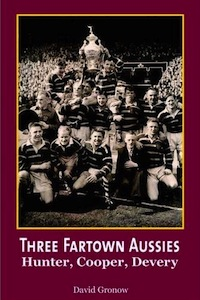 THREE FARTOWN AUSSIES
Hunter, Cooper, Devery
David Gronow